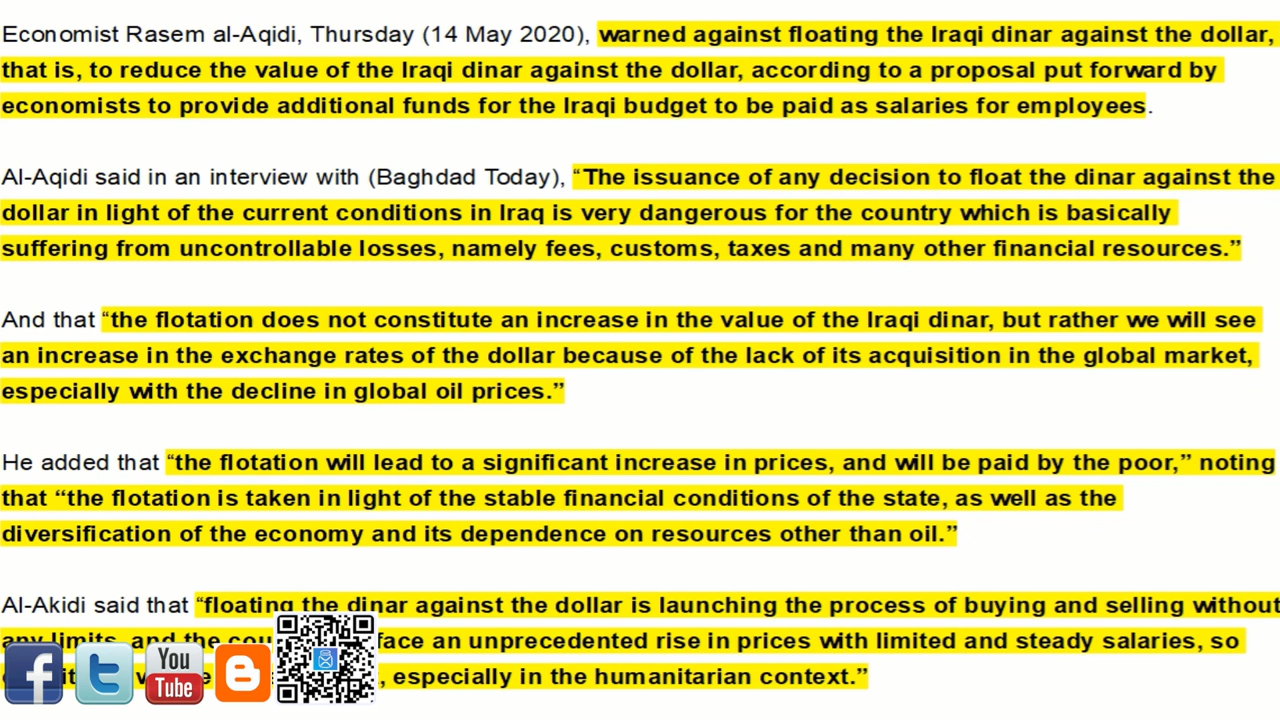 Economist Rasem al-Aqidi, Thursday (14 May 2020), warned against floating the Iraqi dinar against the dollar,
that is, to reduce the value of the Iraqi dinar against the dollar, according to a proposal put forward by
economists to provide additional funds for the Iraqi budget to be paid as salaries for employees.
Al-Aqidi said in an interview with (Baghdad Today), “The issuance of any decision to float the dinar against the
dollar in light of the current conditions in Iraq is very dangerous for the country which is basically
suffering from uncontrollable losses, namely fees, customs, taxes and many other financial resources.”
And that “the flotation does not constitute an increase in the value of the Iraqi dinar, but rather we will see
an increase in the exchange rates of the dollar because of the lack of its acquisition in the global market,
especially with the decline in global oil prices.”
He added that “the flotation will lead to a significant increase in prices, and will be paid by the poor,” noting
that “the flotation is taken in light of the stable financial conditions of the state, as well as the
diversification of the economy and its dependence on resources other than oil.”
Al-Akidi said that “floating the dinar against the dollar is launching the process of buying and selling without
any limits, and the face an unprecedented rise in prices with limited and steady salaries, so
, especially in the humanitarian context.”
f t You Tube B